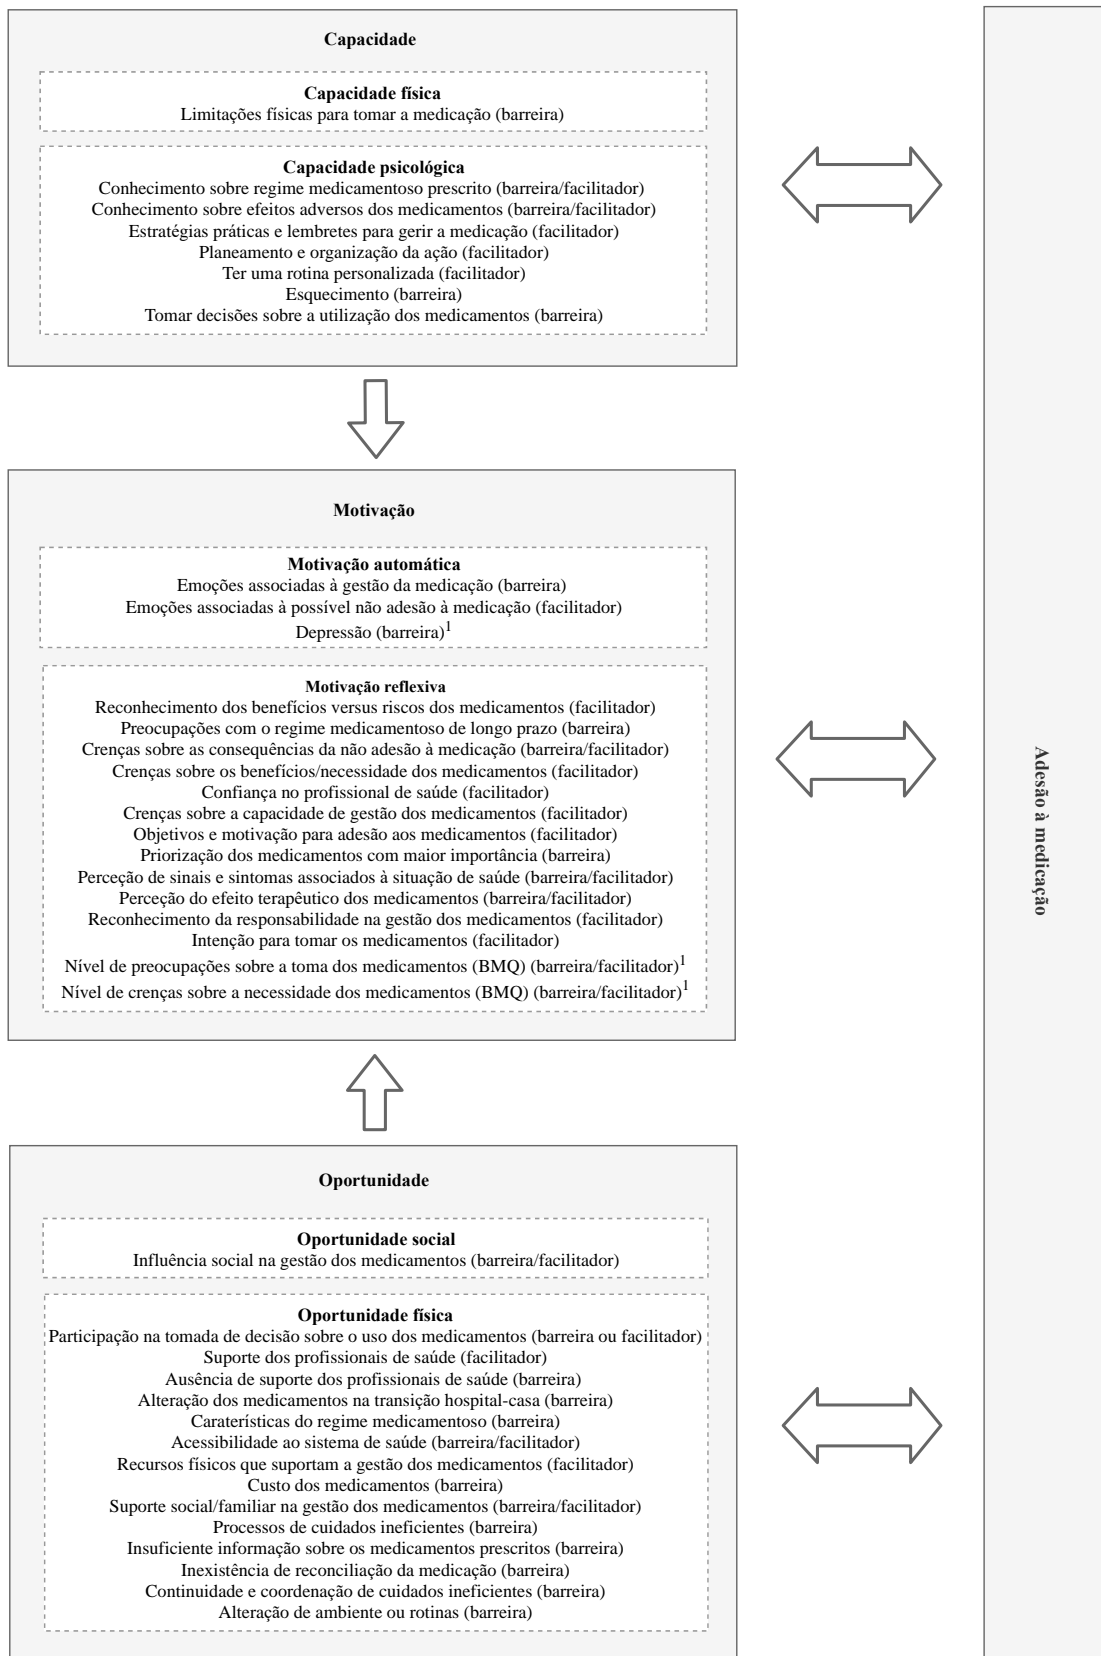 Capacidade
Capacidade física
Limitações físicas para tomar a medicação (barreira)
Capacidade psicológica
Conhecimento sobre regime medicamentoso prescrito (barreira/facilitador)
Conhecimento sobre efeitos adversos dos medicamentos (barreira/facilitador)
Estratégias práticas e lembretes para gerir a medicação (facilitador)
Planeamento e organização da ação (facilitador)
Ter uma rotina personalizada (facilitador)
Esquecimento (barreira)
Tomar decisões sobre a utilização dos medicamentos (barreira)
Motivação
Motivação automática
Emoções associadas à gestão da medicação (barreira)
Emoções associadas à possível não adesão à medicação (facilitador)
Depressão (barreira)¹
Motivação reflexiva
Reconhecimento dos benefícios versus riscos dos medicamentos (facilitador)
Preocupações com o regime medicamentoso de longo prazo (barreira)
Crenças sobre as consequências da não adesão à medicação (barreira/facilitador)
Crenças sobre os benefícios/necessidade dos medicamentos (facilitador)
Confiança no profissional de saúde (facilitador)
Crenças sobre a capacidade de gestão dos medicamentos (facilitador)
Objetivos e motivação para adesão aos medicamentos (facilitador)
Priorização dos medicamentos com maior importância (barreira)
Perceção de sinais e sintomas associados à situação de saúde (barreira/facilitador)
Perceção do efeito terapêutico dos medicamentos (barreira/facilitador)
Reconhecimento da responsabilidade na gestão dos medicamentos (facilitador)
Intenção para tomar os medicamentos (facilitador)
Nível de preocupações sobre a toma dos medicamentos (BMQ) (barreira/facilitador)¹
Nível de crenças sobre a necessidade dos medicamentos (BMQ) (barreira/facilitador)¹
Oportunidade
Oportunidade social
Influência social na gestão dos medicamentos (barreira/facilitador)
Oportunidade física
Participação na tomada de decisão sobre o uso dos medicamentos (barreira ou facilitador)
Suporte dos profissionais de saúde (facilitador)
Ausência de suporte dos profissionais de saúde (barreira)
Alteração dos medicamentos na transição hospital-casa (barreira)
Caraterísticas do regime medicamentoso (barreira)
Acessibilidade ao sistema de saúde (barreira/facilitador)
Recursos físicos que suportam a gestão dos medicamentos (facilitador)
Custo dos medicamentos (barreira)
Suporte social/familiar na gestão dos medicamentos (barreira/facilitador)
Processos de cuidados ineficientes (barreira)
Insuficiente informação sobre os medicamentos prescritos (barreira)
Inexistência de reconciliação da medicação (barreira)
Continuidade e coordenação de cuidados ineficientes (barreira)
Alteração de ambiente ou rotinas (barreira)
Adesão à medicação